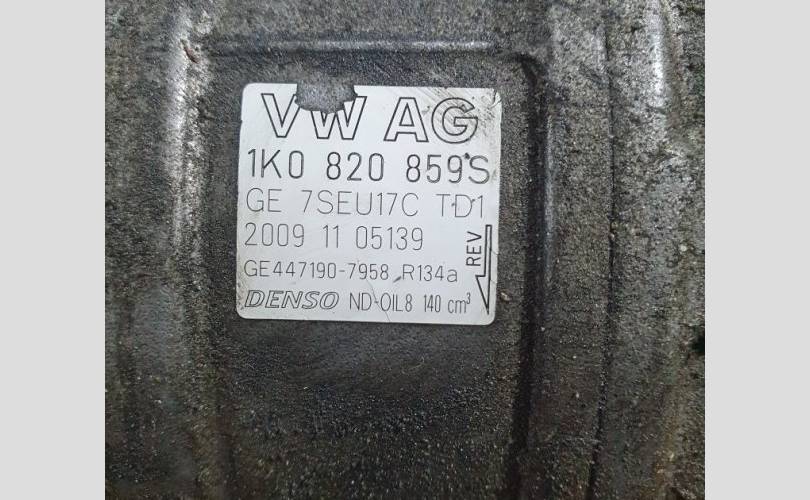 VW AG
1K0 820 859S
GE 7SEU17C TD1
2009 11 05139
GE447190-7958 R134a
REV
DENSO ND-OIL8 140 cm³